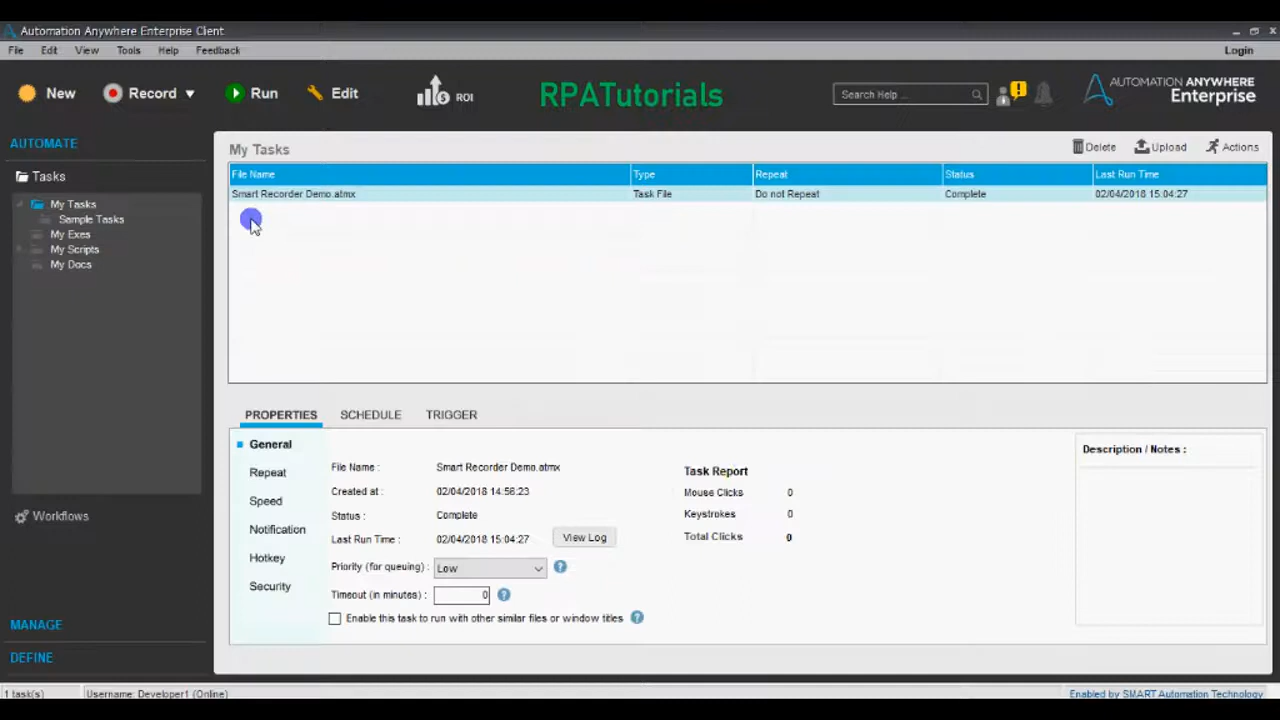 Automation Anywhere Enterprise Client
File Edit View Tools Help Feedback Login
New Record Run Edit ROI RPATutorials Search Help ... AUTOMATION ANYWHERE Enterprise
AUTOMATE
Tasks
My Tasks
Sample Tasks
My Exes
My Scripts
My Docs
Workflows
MANAGE
DEFINE
My Tasks Delete Upload Actions
File Name Type Repeat Status Last Run Time
Smart Recorder Demo.atmx Task File Do not Repeat Complete 02/04/2018 15:04:27
PROPERTIES SCHEDULE TRIGGER
General
Repeat
Speed
Notification
Hotkey
Security
File Name : Smart Recorder Demo.atmx
Created at : 02/04/2018 14:56:23
Status : Complete
Last Run Time : 02/04/2018 15:04:27 View Log
Priority (for queuing) : Low ?
Timeout (in minutes) : 0 ?
Enable this task to run with other similar files or window titles ?
Task Report
Mouse Clicks 0
Keystrokes 0
Total Clicks 0
Description / Notes :
1 task(s) Username: Developer1 (Online) Enabled by SMART Automation Technology